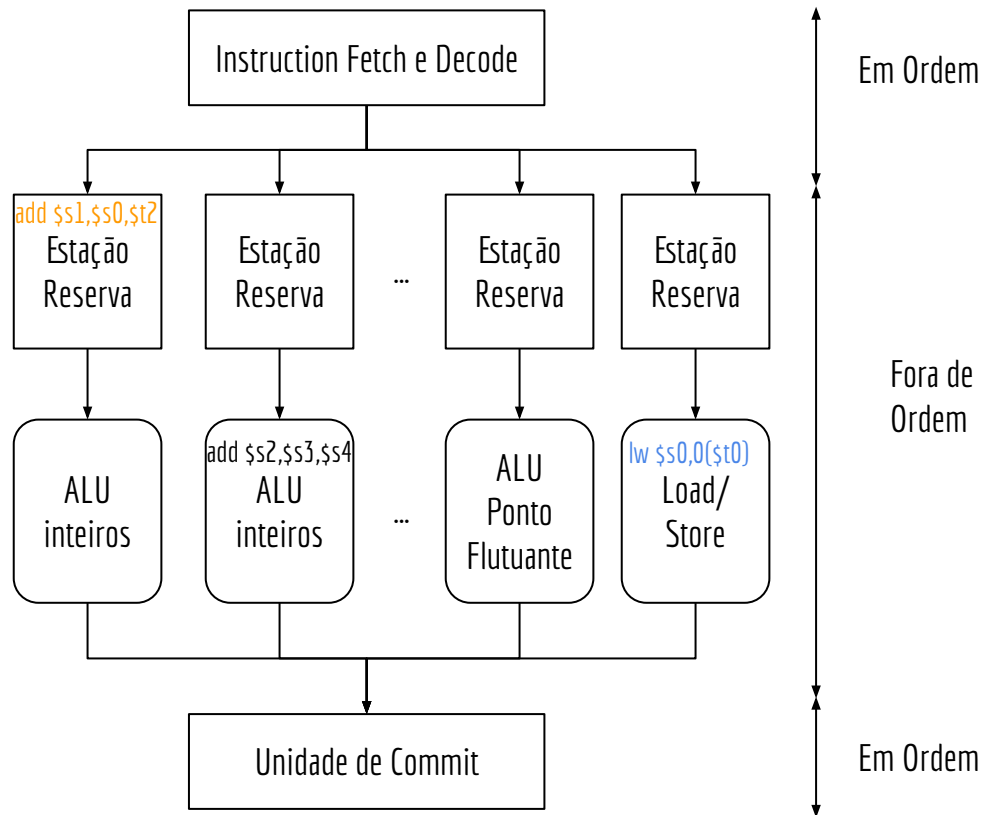 Instruction Fetch e Decode
Em Ordem
add $s1,$s0,$t2
Estação
Reserva
Estação
Reserva
...
Estação
Reserva
Estação
Reserva
Fora de
Ordem
ALU
inteiros
add $s2,$s3,$s4
ALU
inteiros
...
ALU
Ponto
Flutuante
lw $s0,0($t0)
Load/
Store
Unidade de Commit
Em Ordem